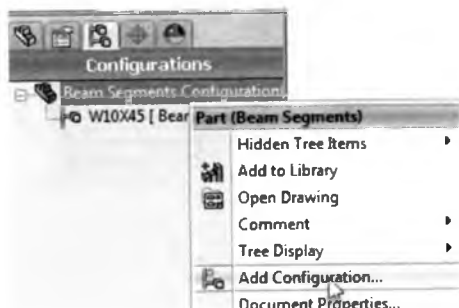 Configurations
Beam Segments Configuration
W10X45 [ Bear
Part (Beam Segments)
Hidden Tree Items
Add to Library
Open Drawing
Comment
Tree Display
Add Configuration...
Document Properties...